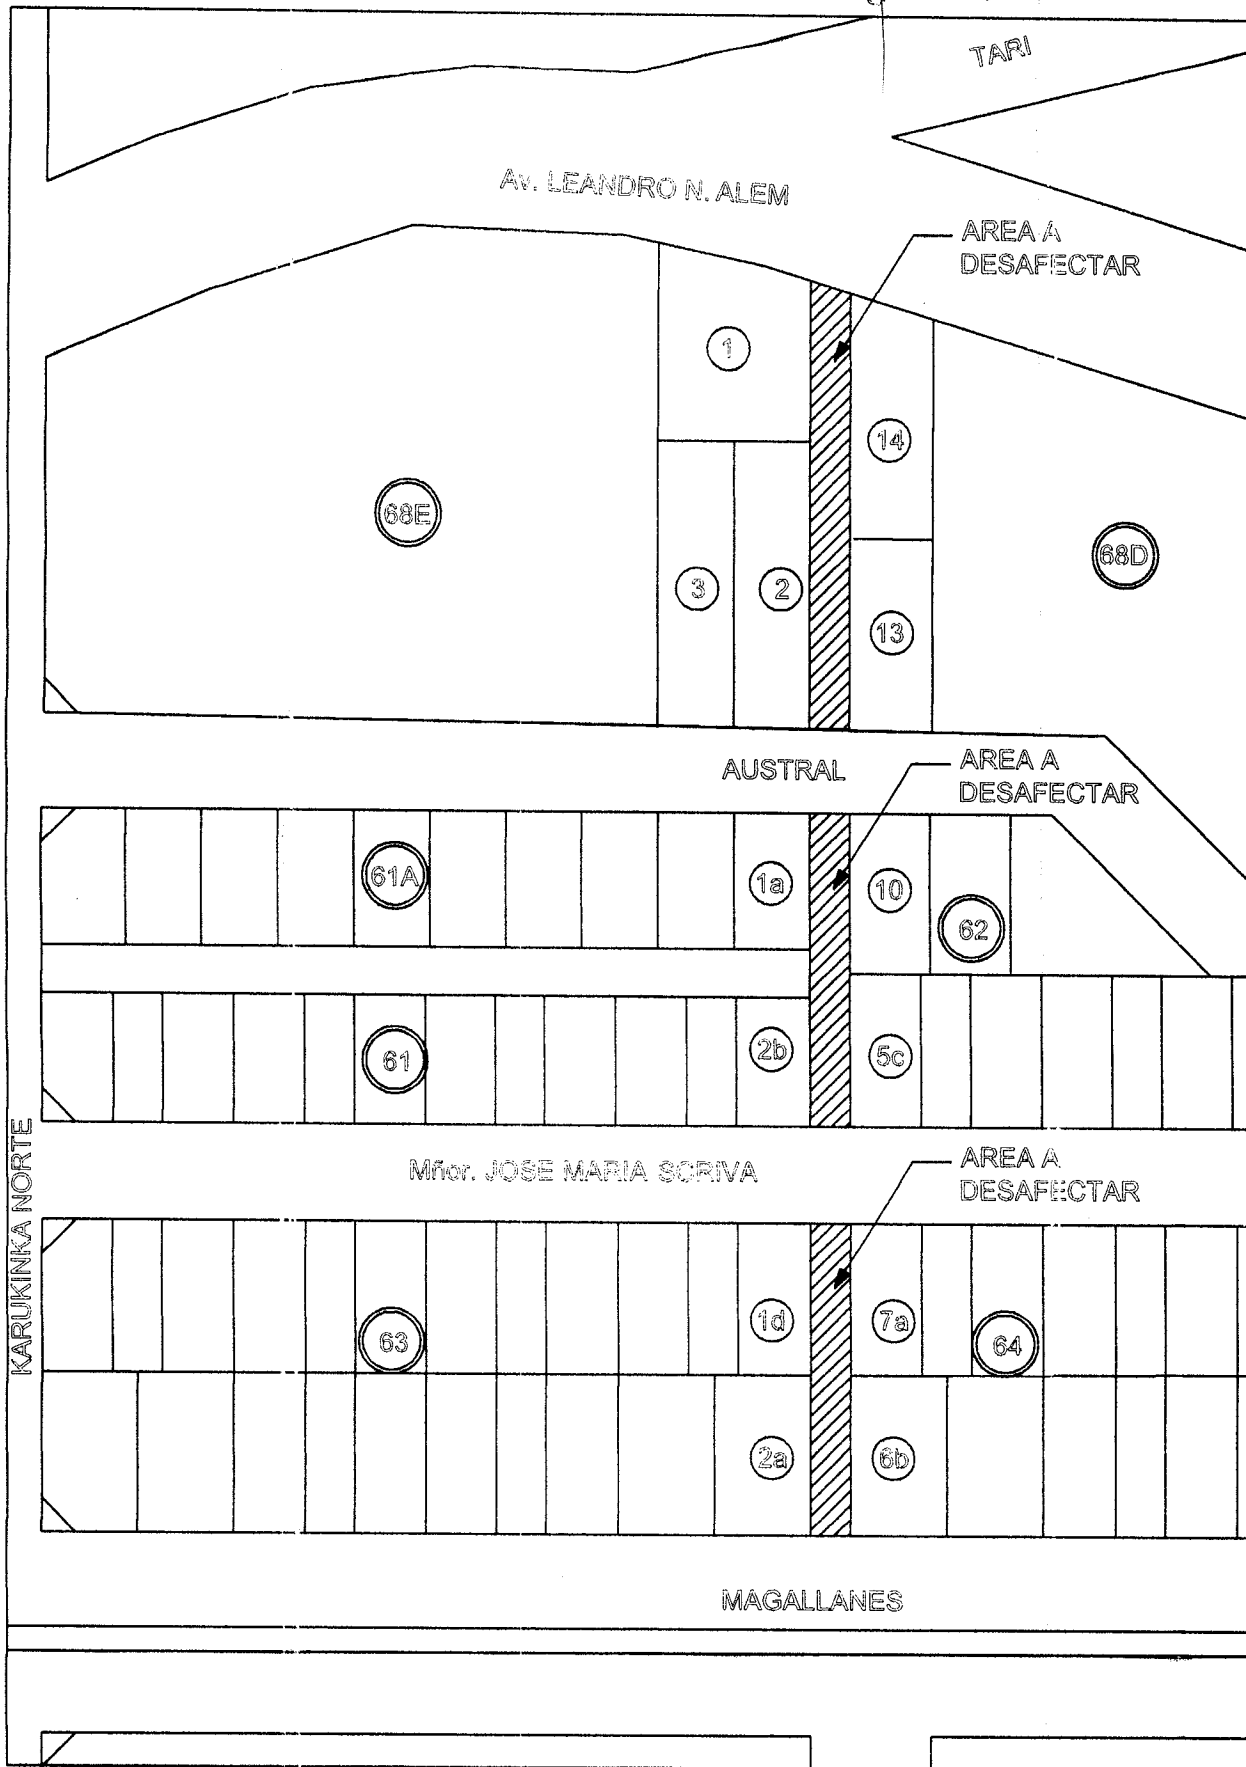 TARI
Av. LEANDRO N. ALEM
AREA A
DESAFECTAR
1
14
68E
68D
3
2
13
AUSTRAL
AREA A
DESAFECTAR
61A
1a
10
62
61
2b
5c
KARUKINKA NORTE
Mñor. JOSE MARIA SCRIVA
AREA A
DESAFECTAR
63
1d
7a
64
2a
6b
MAGALLANES